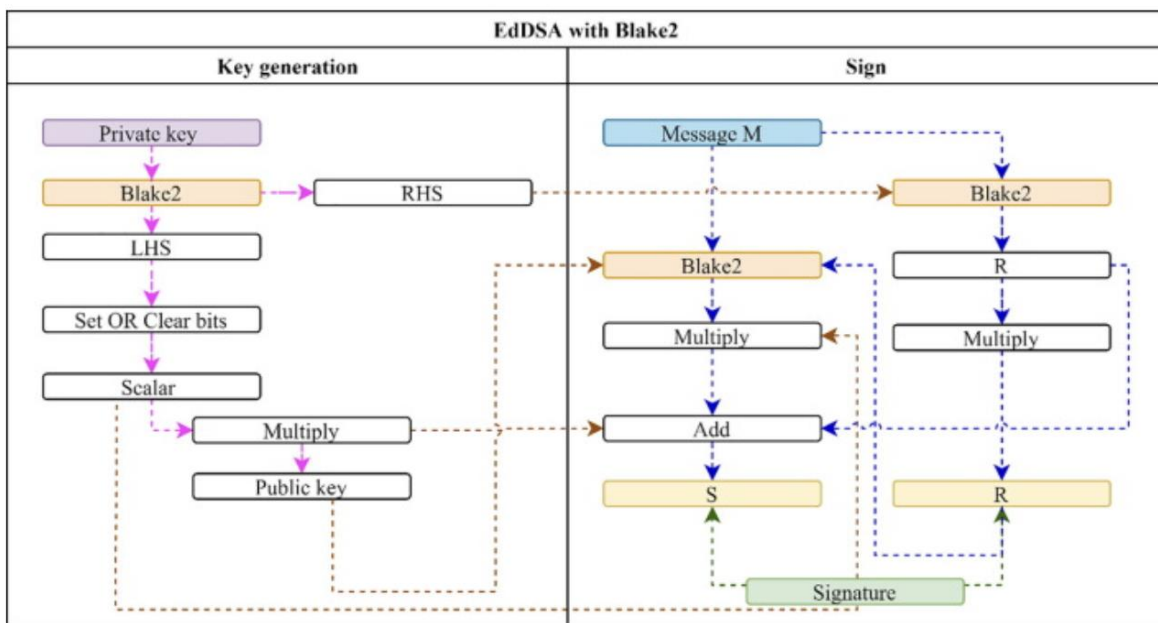 EdDSA with Blake2
Key generation
Sign
Private key
Blake2
RHS
LHS
Set OR Clear bits
Scalar
Multiply
Public key
Message M
Blake2
Blake2
R
Multiply
Multiply
Add
S
R
Signature